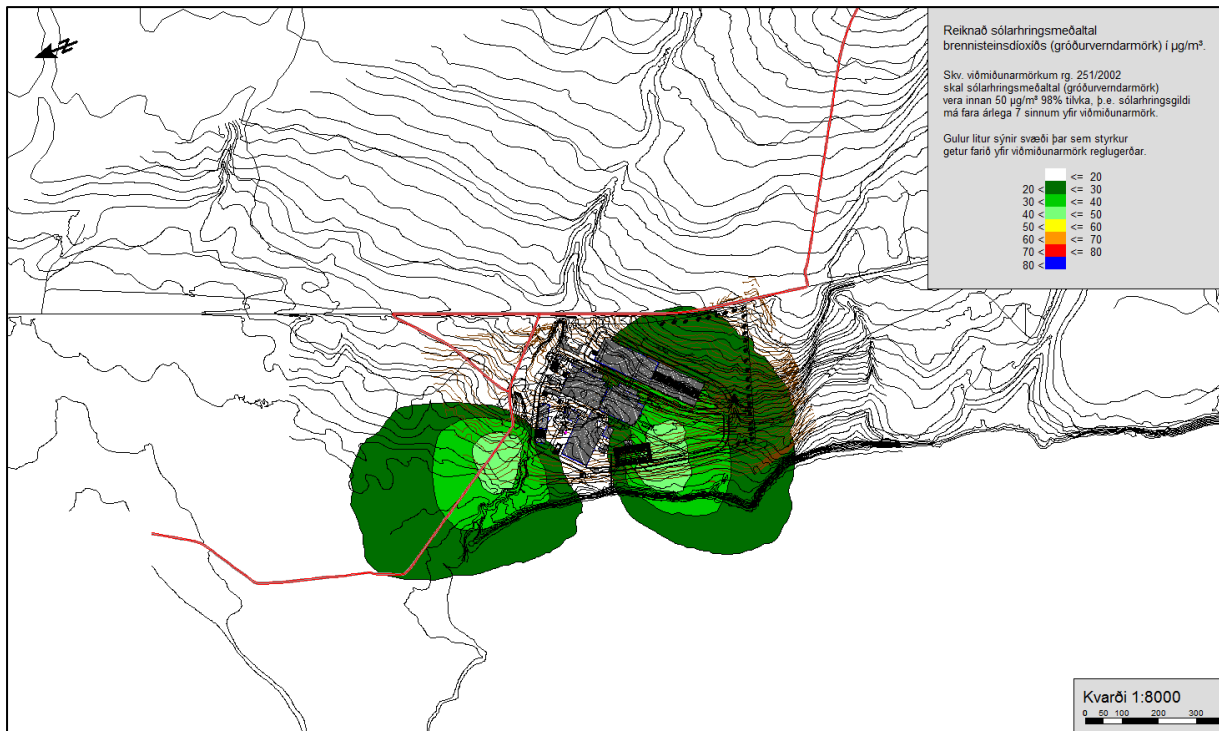 N
Reiknað sólarhringsmeðaltal
brennisteinsdíoxíðs (gróðurverndarmörk) í µg/m³.
Skv. viðmiðunarmörkum rg. 251/2002
skal sólarhringsmeðaltal (gróðurverndarmörk)
vera innan 50 µg/m³ 98% tilvka, þ.e. sólarhringsgildi
má fara árlega 7 sinnum yfir viðmiðunarmörk.
Gulur litur sýnir svæði þar sem styrkur
getur farið yfir viðmiðunarmörk reglugerðar.
<= 20
20 < <= 30
30 < <= 40
40 < <= 50
50 < <= 60
60 < <= 70
70 < <= 80
80 <
Kvarði 1:8000
0 50 100 200 300